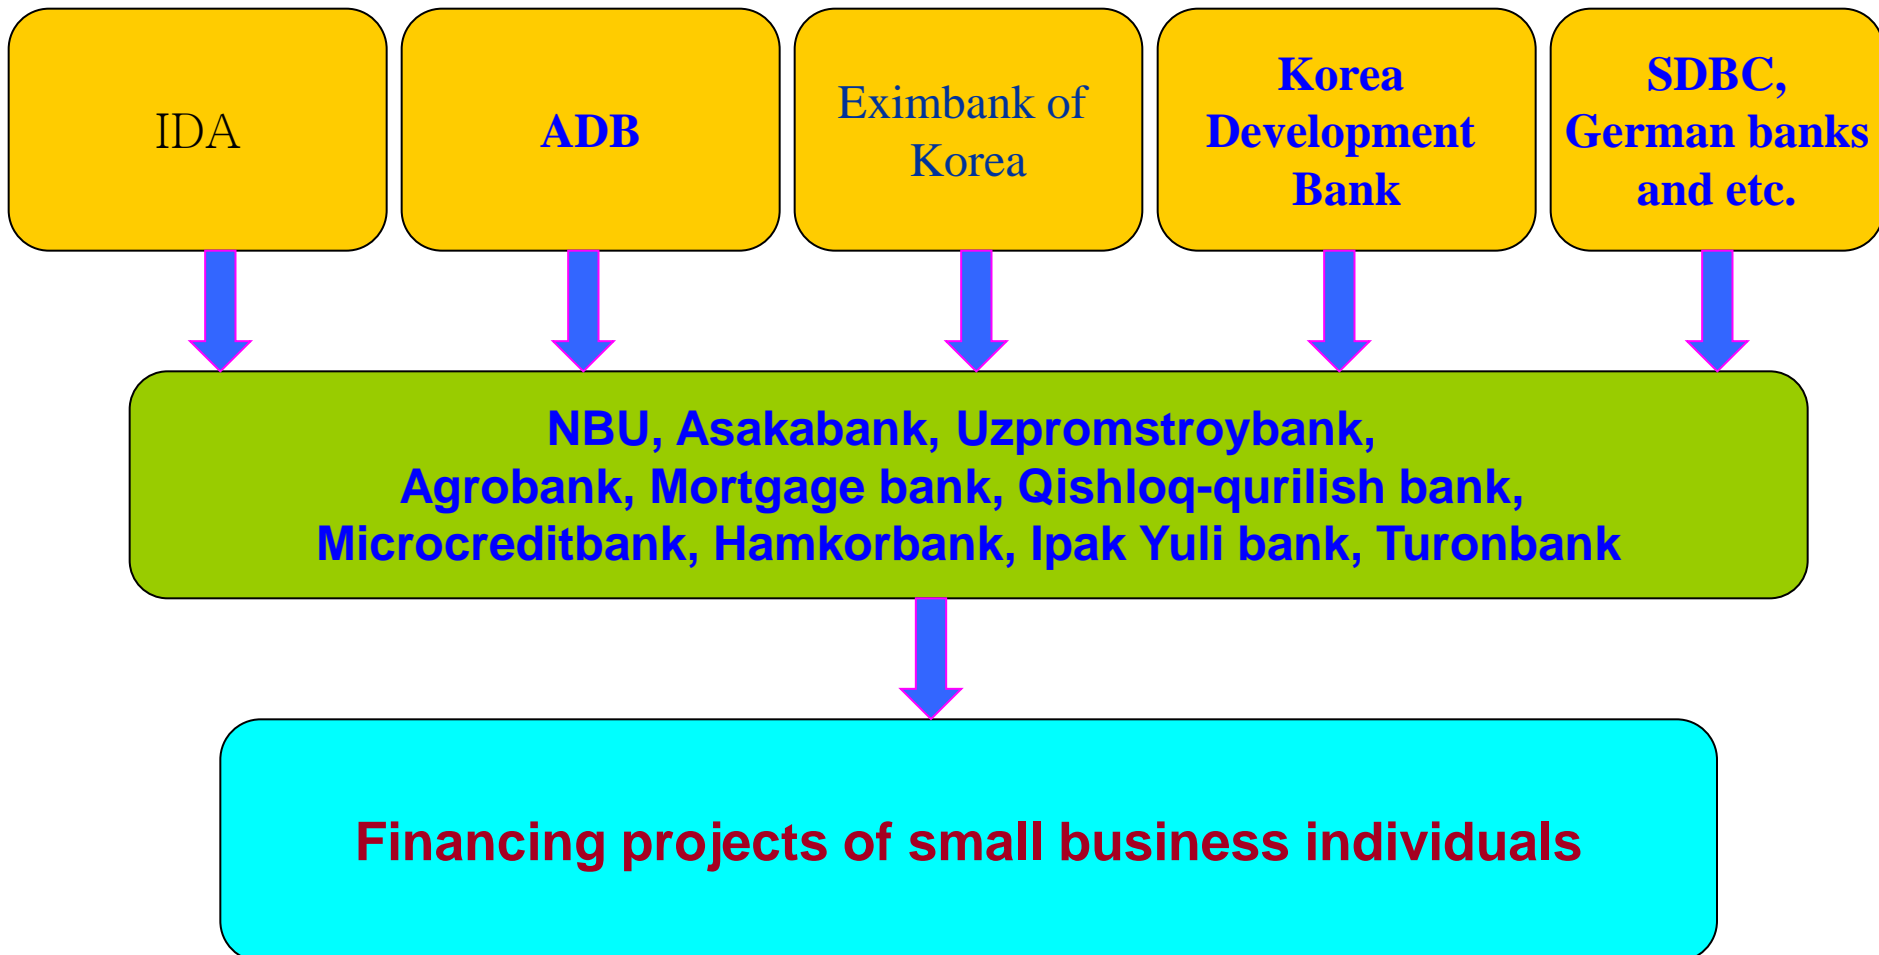 IDA
ADB
Eximbank of
Korea
Korea
Development
Bank
SDBC,
German banks
and etc.
NBU, Asakabank, Uzpromstroybank,
Agrobank, Mortgage bank, Qishloq-qurilish bank,
Microcreditbank, Hamkorbank, Ipak Yuli bank, Turonbank
Financing projects of small business individuals